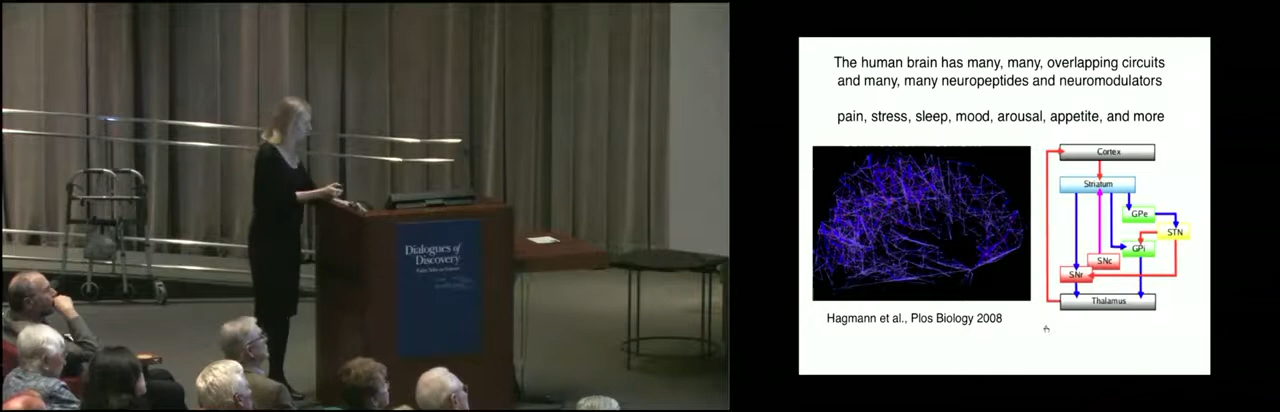 Dialogues of
Discovery
The human brain has many, many, overlapping circuits
and many, many neuropeptides and neuromodulators
pain, stress, sleep, mood, arousal, appetite, and more
Cortex
Striatum
GPe
STN
GPi
SNc
SNr
Thalamus
Hagmann et al., Plos Biology 2008